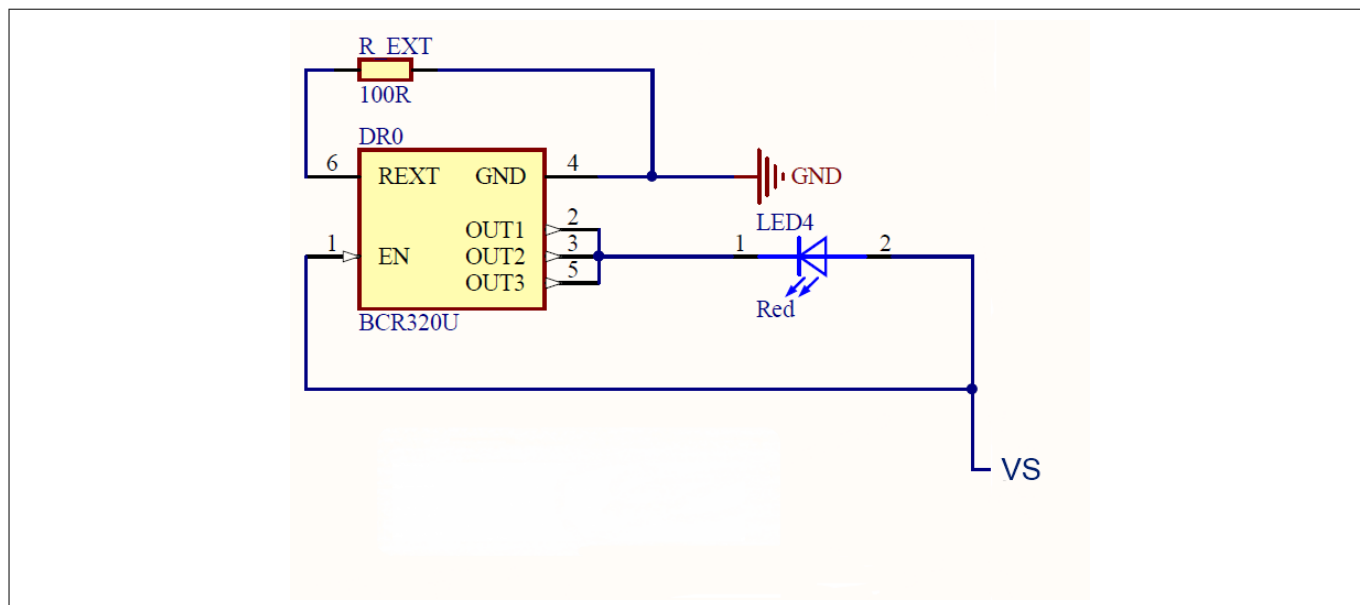 R_EXT
100R
DR0
6 REXT GND 4
GND
OUT1 2
LED4
1 EN OUT2 3
1 2
OUT3 5
Red
BCR320U
VS